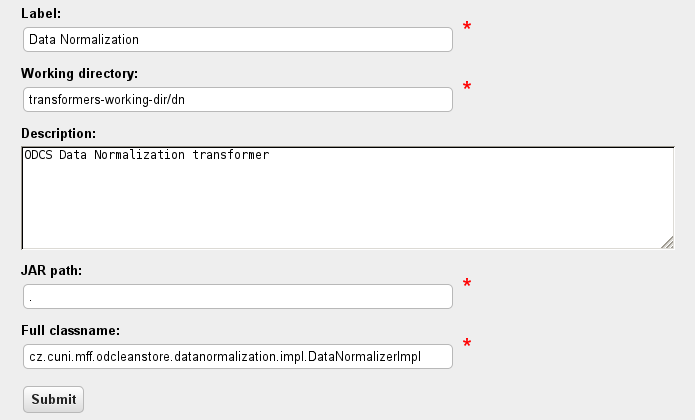 Label:
*
Data Normalization
Working directory:
*
transformers-working-dir/dn
Description:
ODCS Data Normalization transformer
JAR path:
*
.
Full classname:
*
cz.cuni.mff.odcleanstore.datanormalization.impl.DataNormalizerImpl
Submit